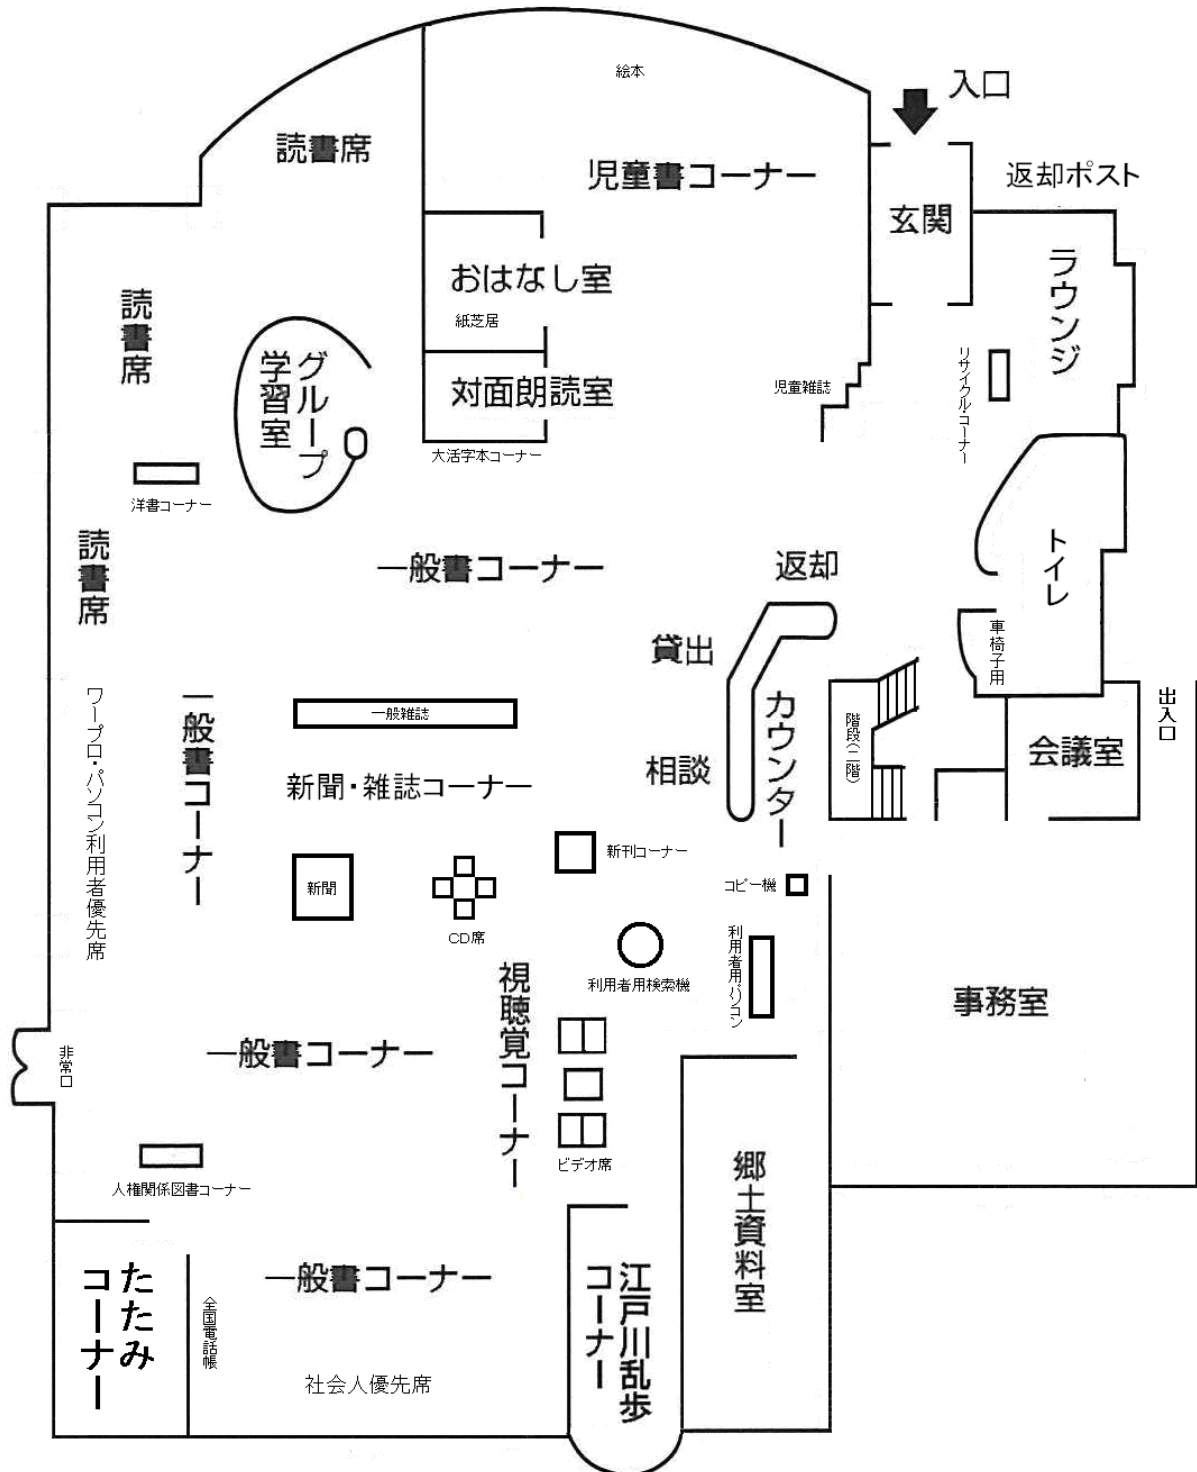 絵本
入口
読書席
児童書コーナー
返却ポスト
玄関
おはなし室
紙芝居
ラウンジ
読書席
グループ
学習室
対面朗読室
児童雑誌
リサイクル・コーナー
大活字本コーナー
洋書コーナー
読書席
一般書コーナー
返却
トイレ
貸出
車椅子用
ワープロ・パソコン利用者優先席
一般書コーナー
一般雑誌
カウンター
階段(二階)
会議室
出入口
相談
新聞・雑誌コーナー
新刊コーナー
新聞
コピー機
CD席
利用者用検索機
利用者用パソコン
視聴覚コーナー
事務室
非常口
一般書コーナー
ビデオ席
人権関係図書コーナー
郷土資料室
たたみ
コーナー
全国電話帳
一般書コーナー
江戸川乱歩
コーナー
社会人優先席